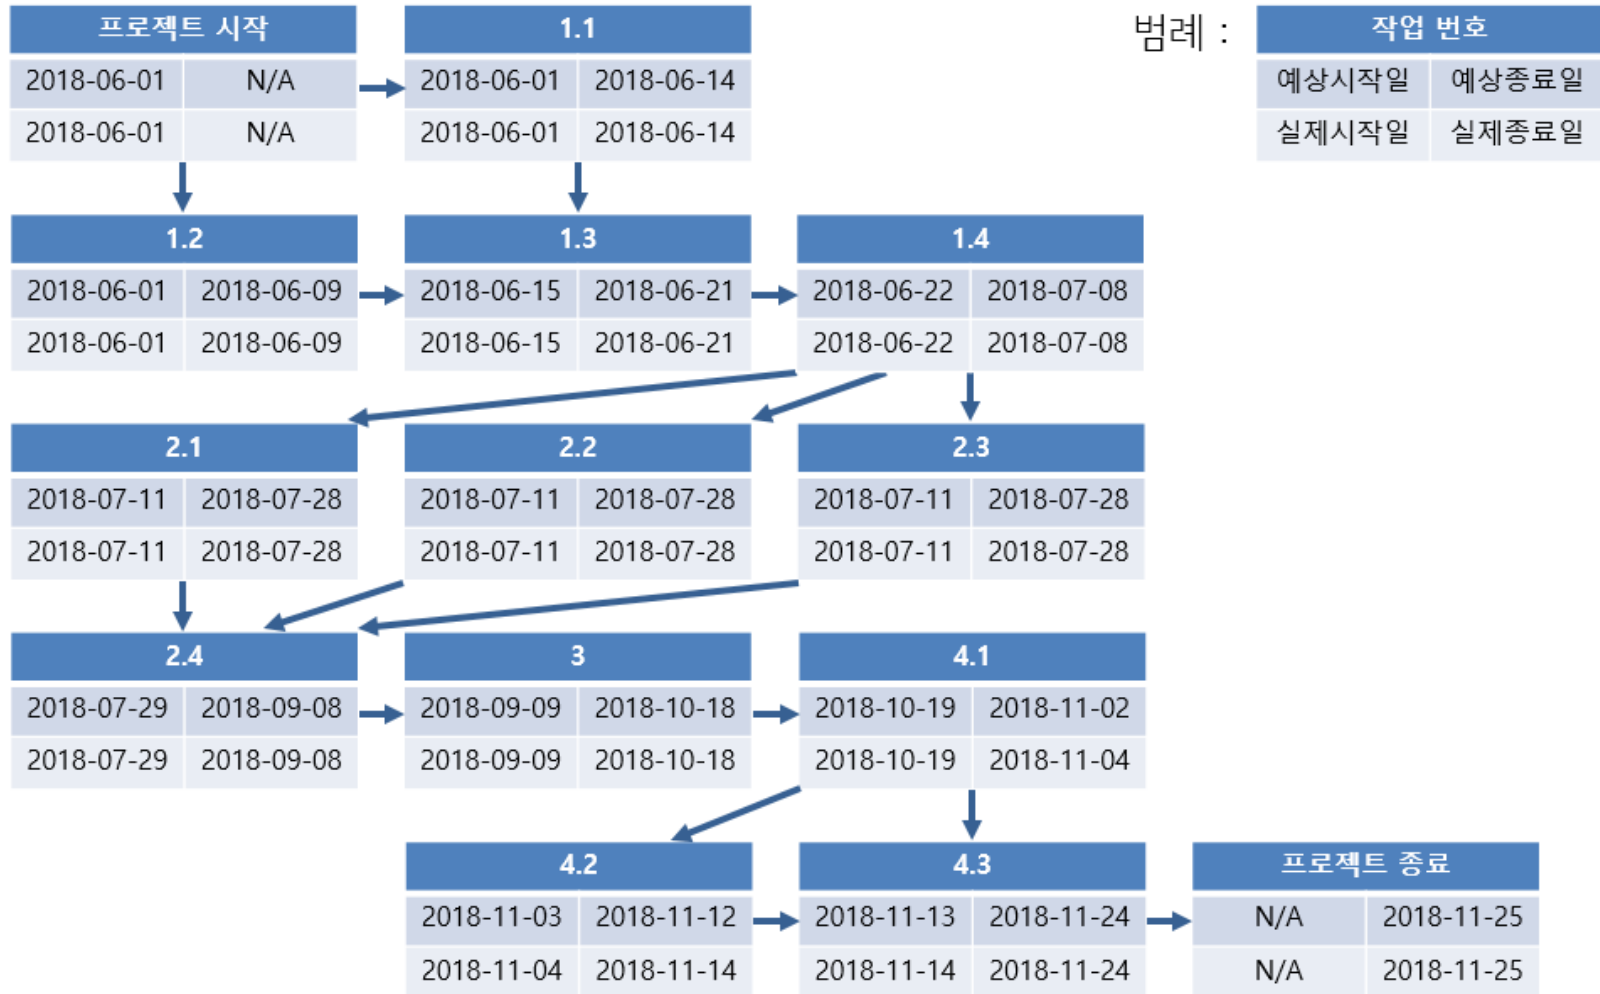 프로젝트 시작 1.1 범례 : 작업 번호
2018-06-01 N/A 2018-06-01 2018-06-14 예상시작일 예상종료일
2018-06-01 N/A 2018-06-01 2018-06-14 실제시작일 실제종료일
1.2 1.3 1.4
2018-06-01 2018-06-09 2018-06-15 2018-06-21 2018-06-22 2018-07-08
2018-06-01 2018-06-09 2018-06-15 2018-06-21 2018-06-22 2018-07-08
2.1 2.2 2.3
2018-07-11 2018-07-28 2018-07-11 2018-07-28 2018-07-11 2018-07-28
2018-07-11 2018-07-28 2018-07-11 2018-07-28 2018-07-11 2018-07-28
2.4 3 4.1
2018-07-29 2018-09-08 2018-09-09 2018-10-18 2018-10-19 2018-11-02
2018-07-29 2018-09-08 2018-09-09 2018-10-18 2018-10-19 2018-11-04
4.2 4.3 프로젝트 종료
2018-11-03 2018-11-12 2018-11-13 2018-11-24 N/A 2018-11-25
2018-11-04 2018-11-14 2018-11-14 2018-11-24 N/A 2018-11-25